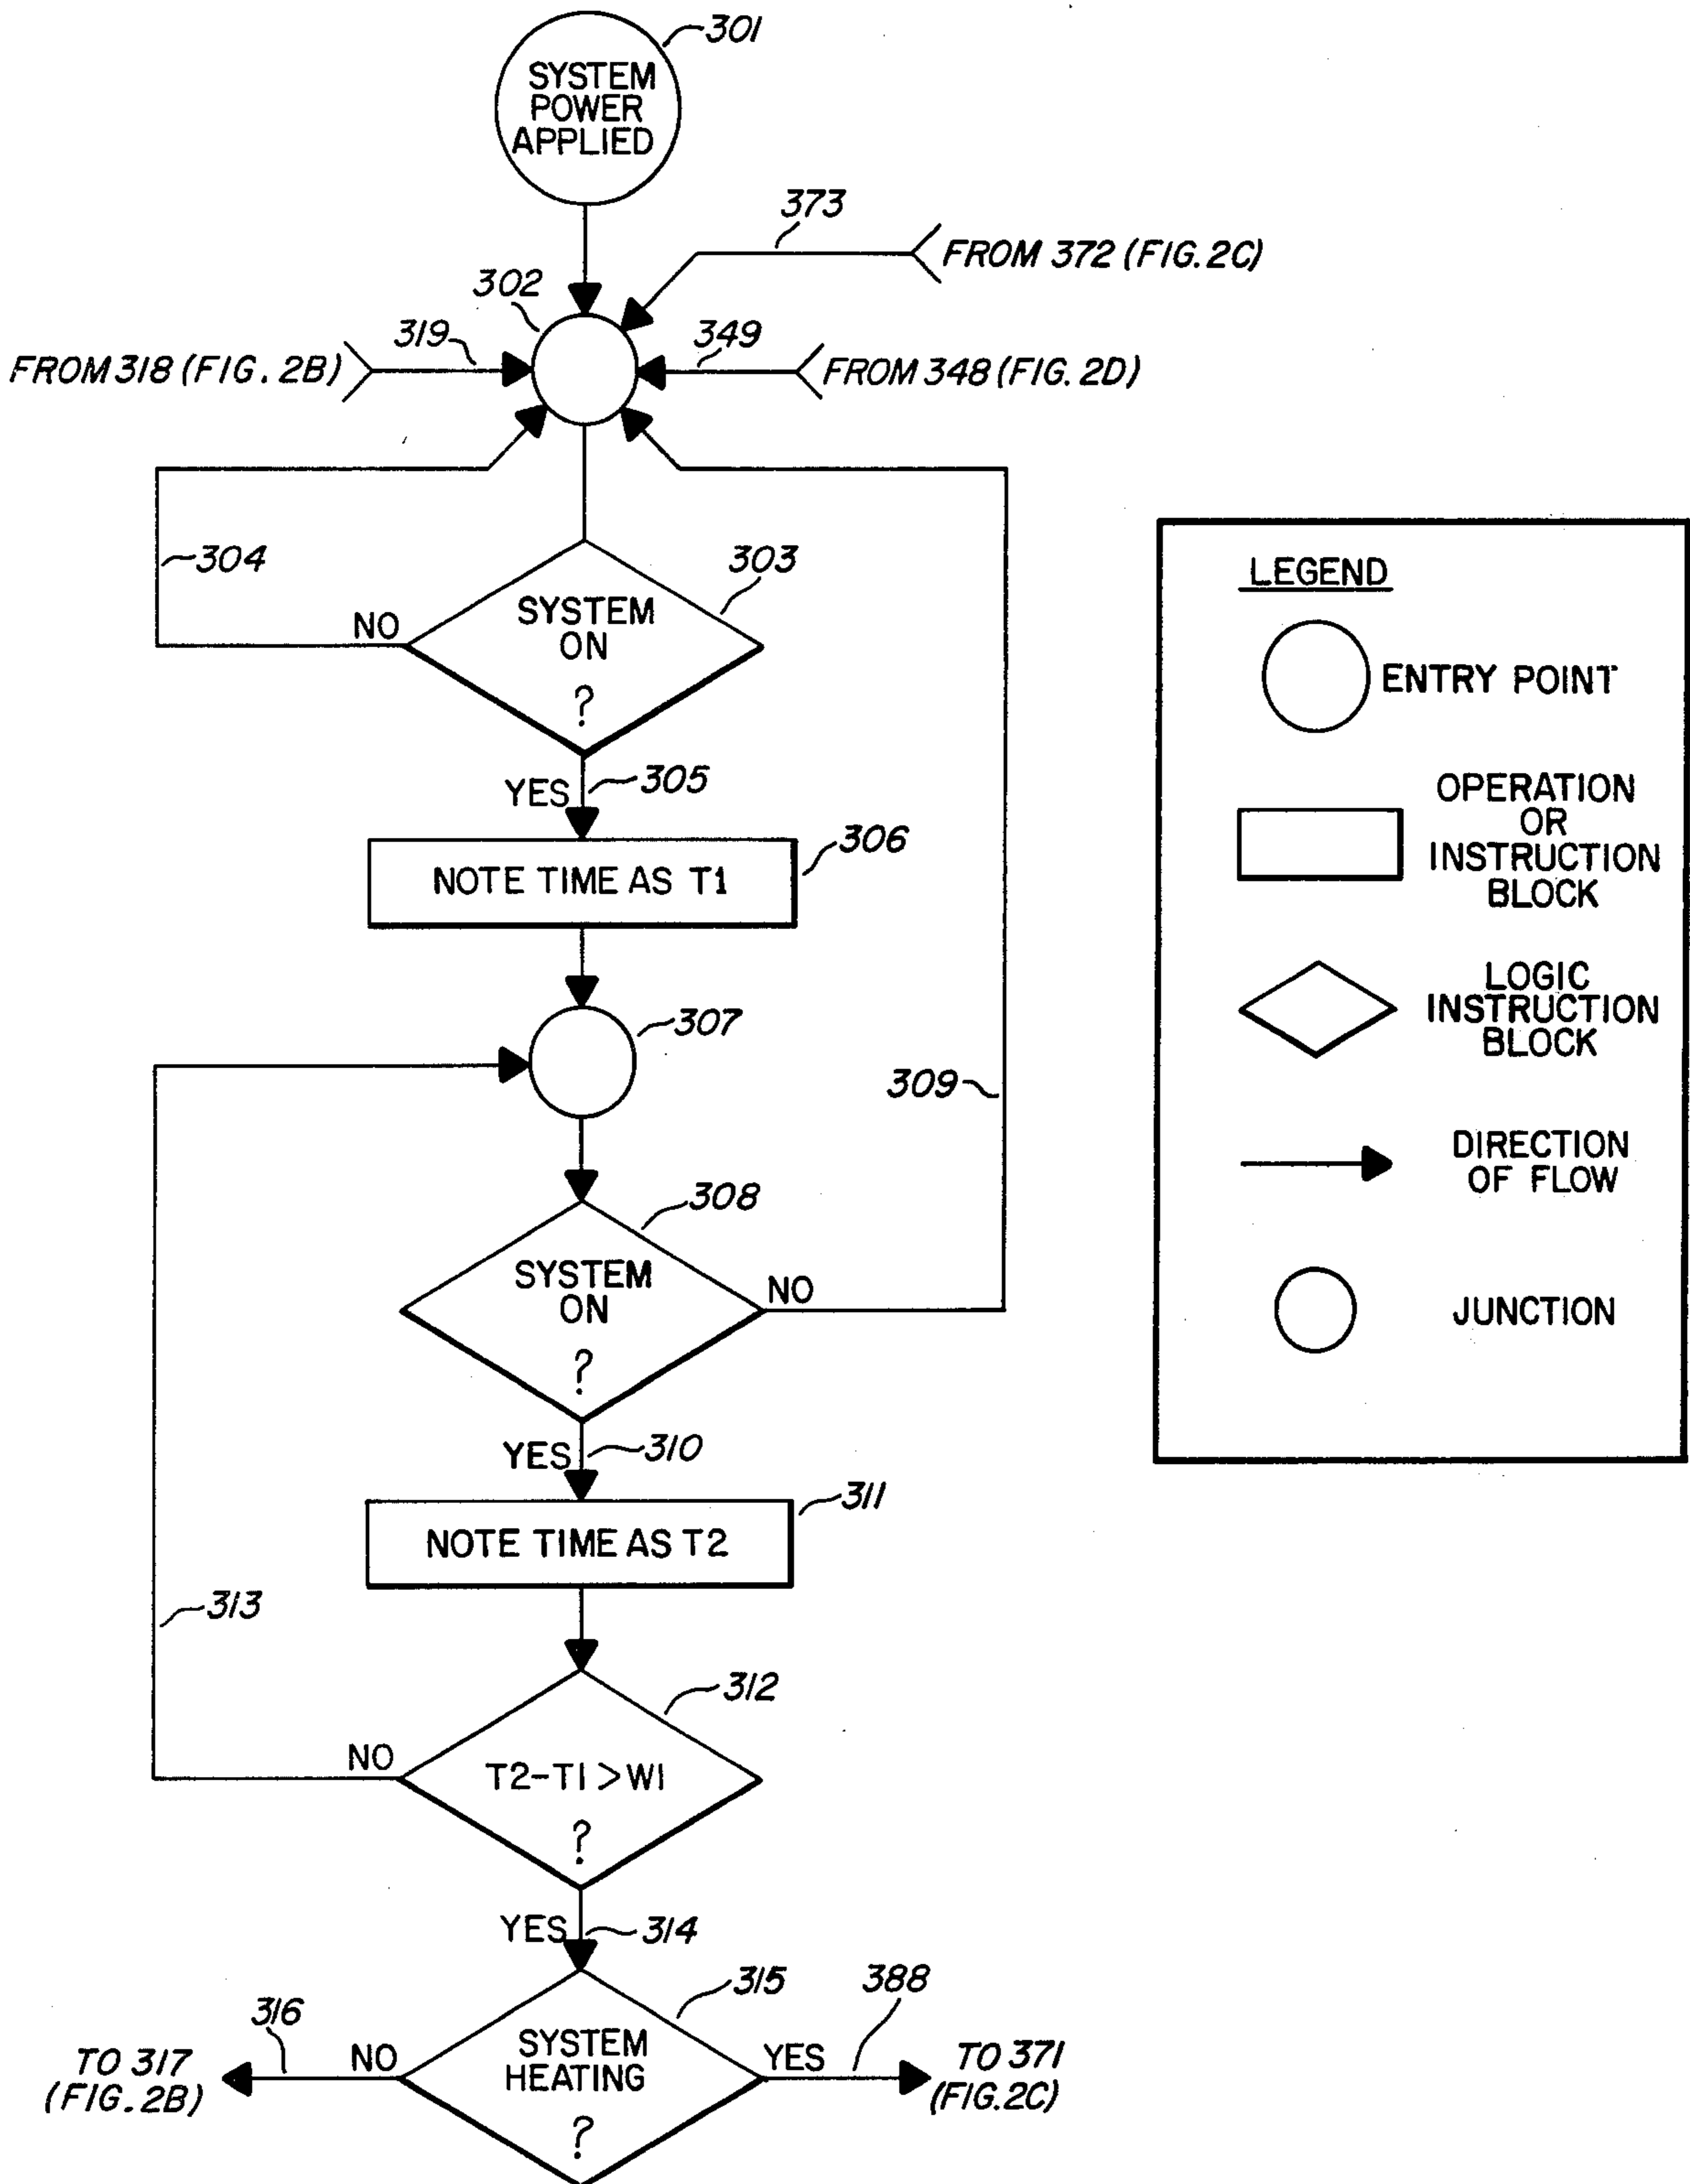 301
SYSTEM
POWER
APPLIED
373
FROM 372 (FIG. 2C)
302
319
349
FROM 318 (FIG. 2B)
FROM 348 (FIG. 2D)
304
303
NO
SYSTEM
ON
?
YES
305
306
NOTE TIME AS T1
307
309
308
SYSTEM
ON
?
NO
YES
310
311
NOTE TIME AS T2
313
312
NO
T2-T1 > W1
?
YES
314
315
388
316
SYSTEM
HEATING
?
NO
YES
TO 317
(FIG. 2B)
TO 371
(FIG. 2C)
LEGEND
ENTRY POINT
OPERATION
OR
INSTRUCTION
BLOCK
LOGIC
INSTRUCTION
BLOCK
DIRECTION
OF FLOW
JUNCTION